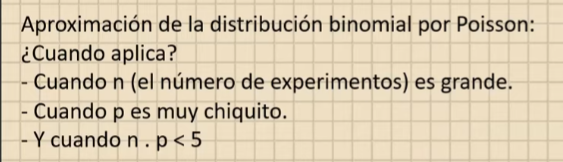 Aproximación de la distribución binomial por Poisson:
¿Cuando aplica?
- Cuando n (el número de experimentos) es grande.
- Cuando p es muy chiquito.
- Y cuando n . p < 5